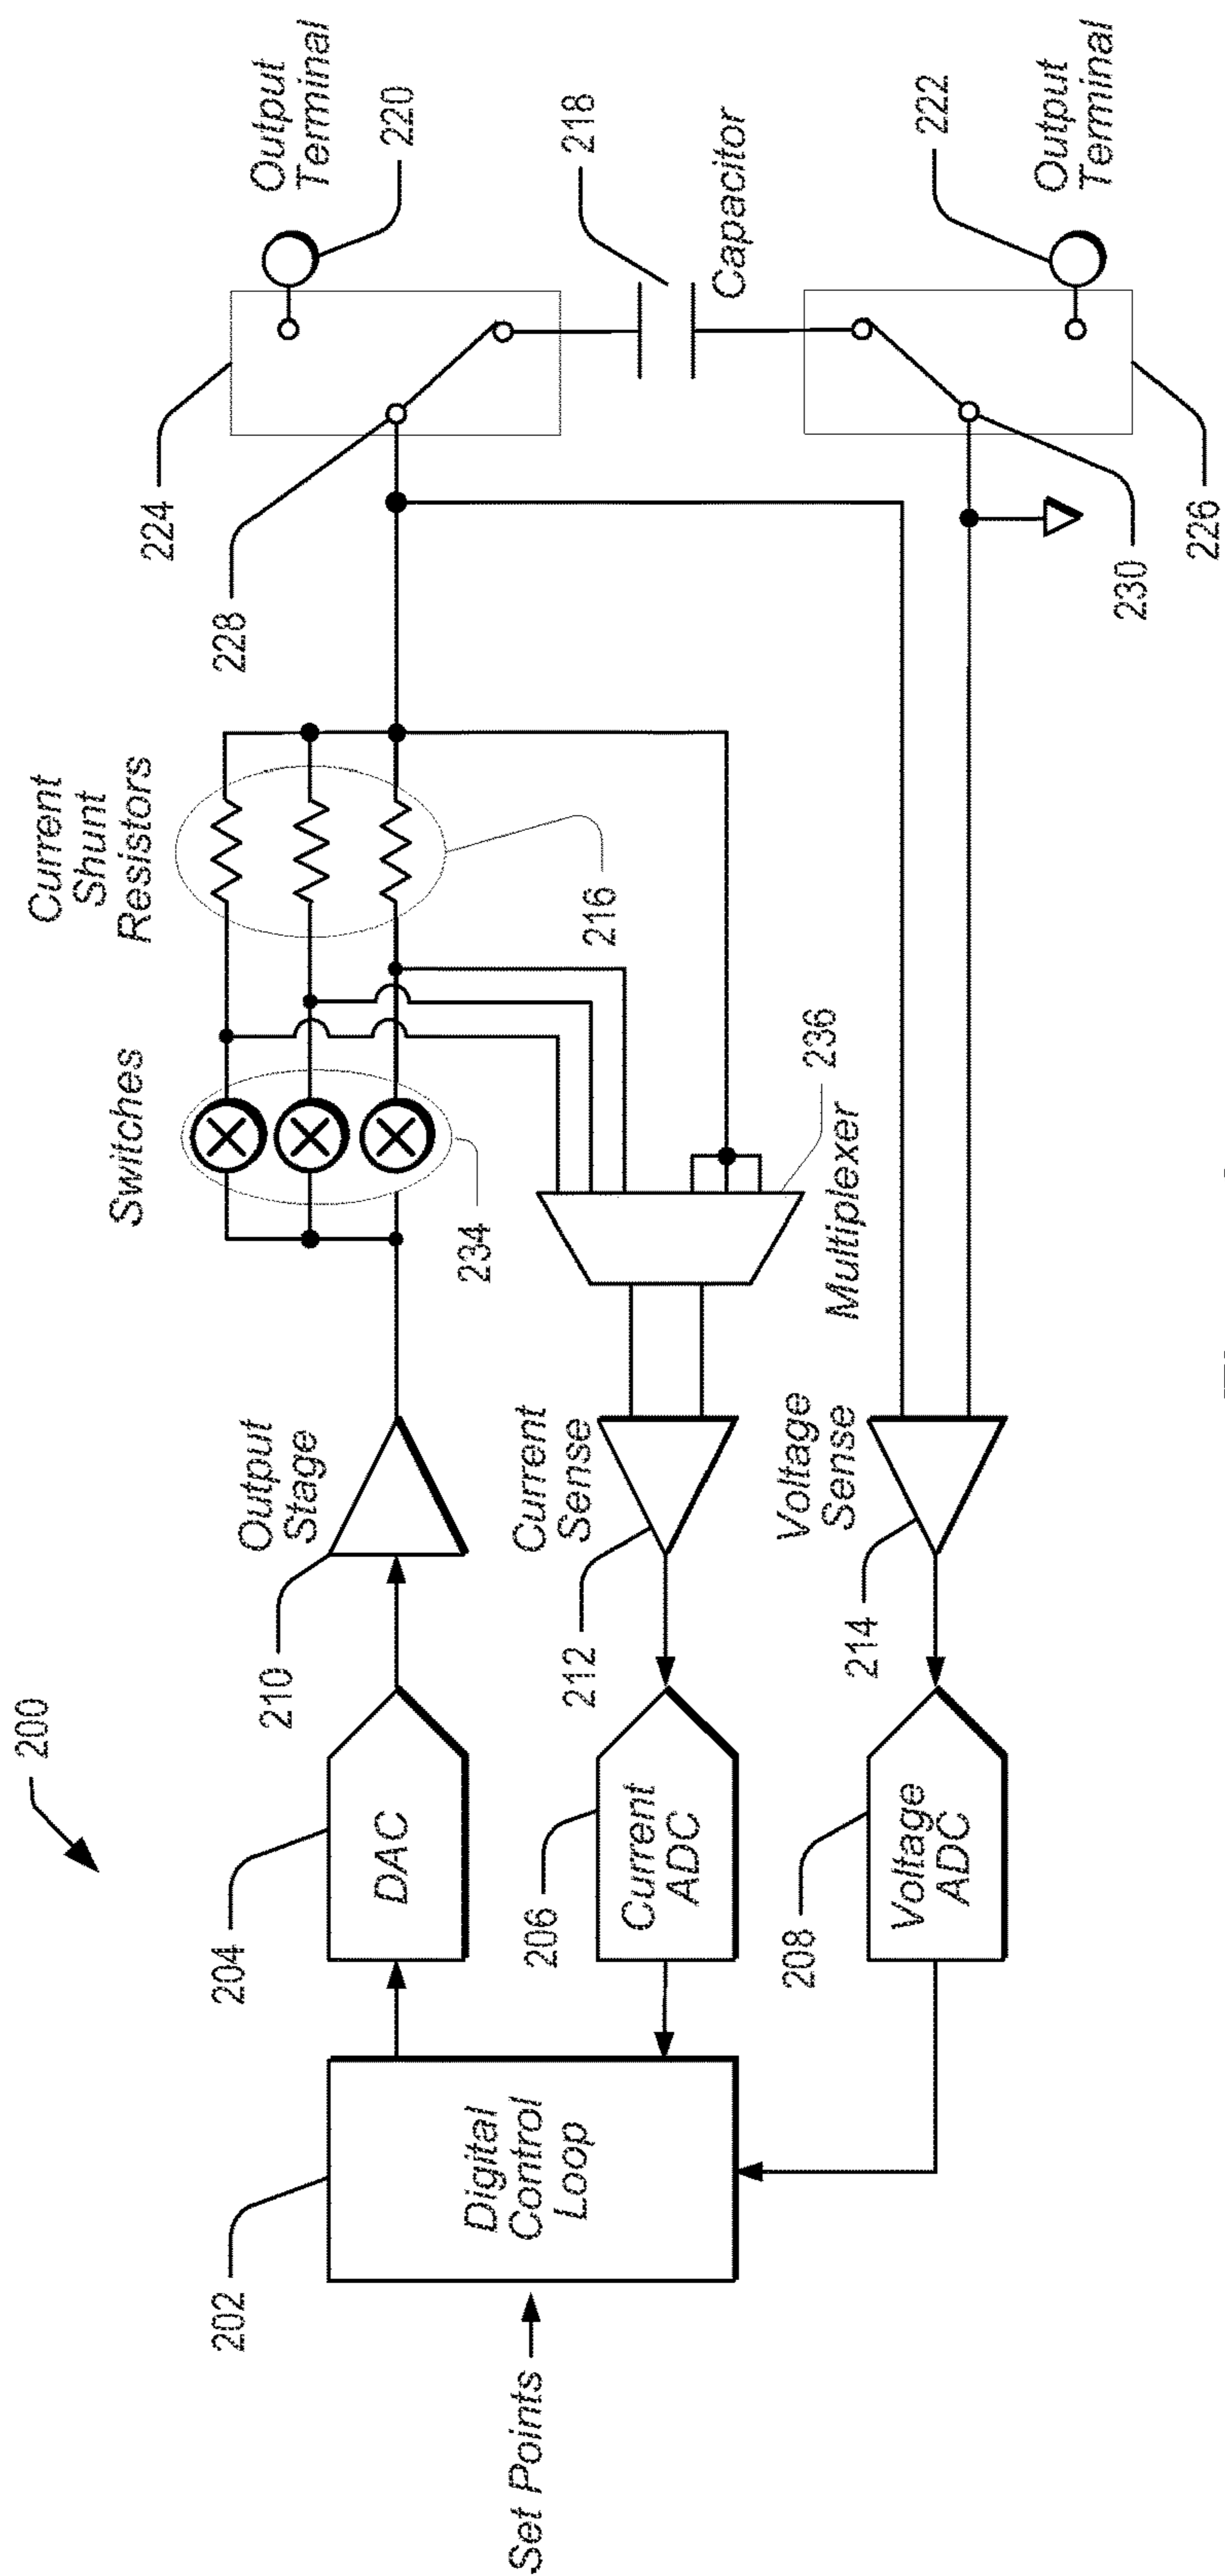 200
Set Points
202
Digital
Control
Loop
204
DAC
206
Current
ADC
208
Voltage
ADC
210
Output
Stage
212
Current
Sense
214
Voltage
Sense
Switches
234
Current
Shunt
Resistors
216
236
Multiplexer
224
228
Output
Terminal
220
218
Capacitor
222
Output
Terminal
230
226